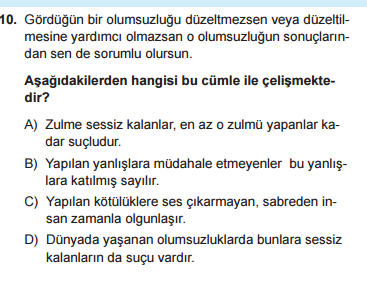 10. Gördüğün bir olumsuzluğu düzeltmezsen veya düzeltil-
mesine yardımcı olmazsan o olumsuzluğun sonuçların-
dan sen de sorumlu olursun.
Aşağıdakilerden hangisi bu cümle ile çelişmekte-
dir?
A) Zulme sessiz kalanlar, en az o zulmü yapanlar ka-
dar suçludur.
B) Yapılan yanlışlara müdahale etmeyenler bu yanlış-
lara katılmış sayılır.
C) Yapılan kötülüklere ses çıkarmayan, sabreden in-
san zamanla olgunlaşır.
D) Dünyada yaşanan olumsuzluklarda bunlara sessiz
kalanların da suçu vardır.